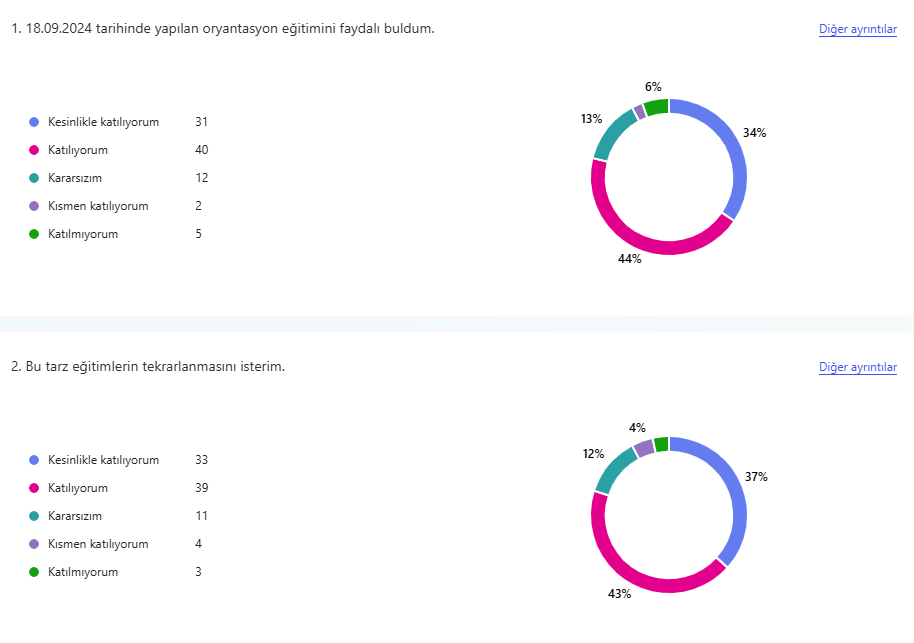 1. 18.09.2024 tarihinde yapılan oryantasyon eğitimini faydalı buldum.
Diğer ayrıntılar
Kesinlikle katılıyorum 31
Katılıyorum 40
Kararsızım 12
Kısmen katılıyorum 2
Katılmıyorum 5
6%
13%
34%
44%
2. Bu tarz eğitimlerin tekrarlanmasını isterim.
Diğer ayrıntılar
Kesinlikle katılıyorum 33
Katılıyorum 39
Kararsızım 11
Kısmen katılıyorum 4
Katılmıyorum 3
4%
12%
37%
43%